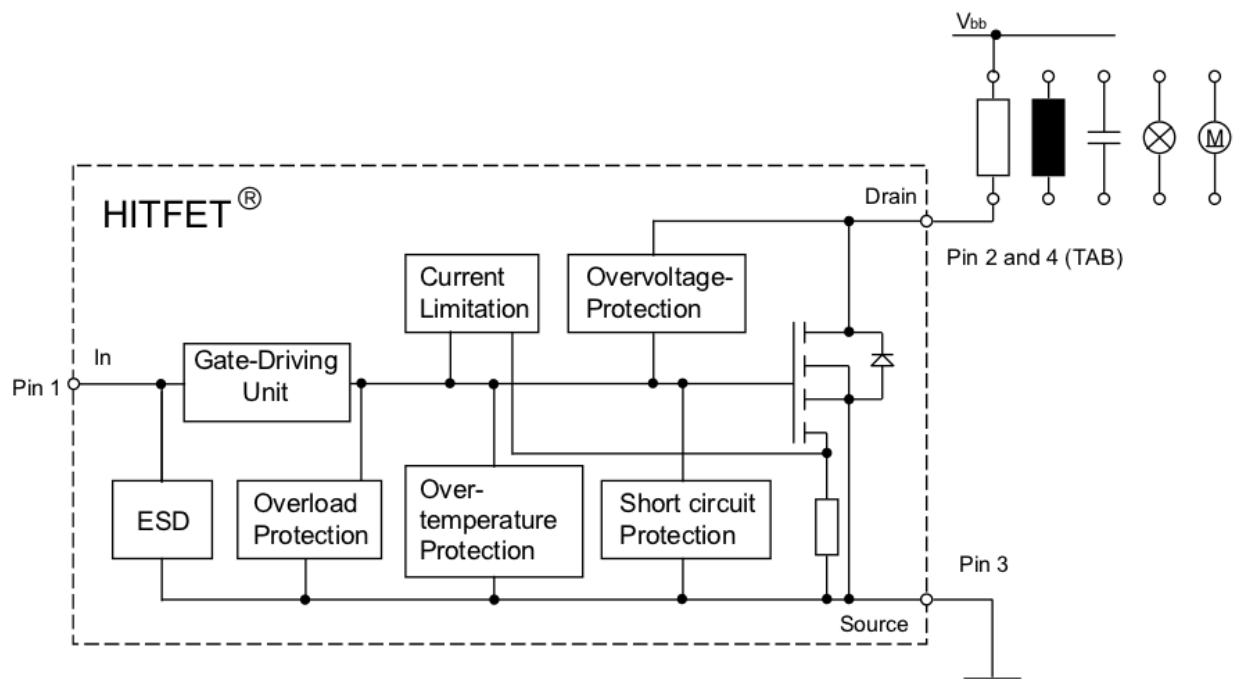 Vbb
M
HITFET ®
Drain
Pin 2 and 4 (TAB)
Current
Limitation
Overvoltage-
Protection
In
Pin 1
Gate-Driving
Unit
ESD
Overload
Protection
Over-
temperature
Protection
Short circuit
Protection
Pin 3
Source